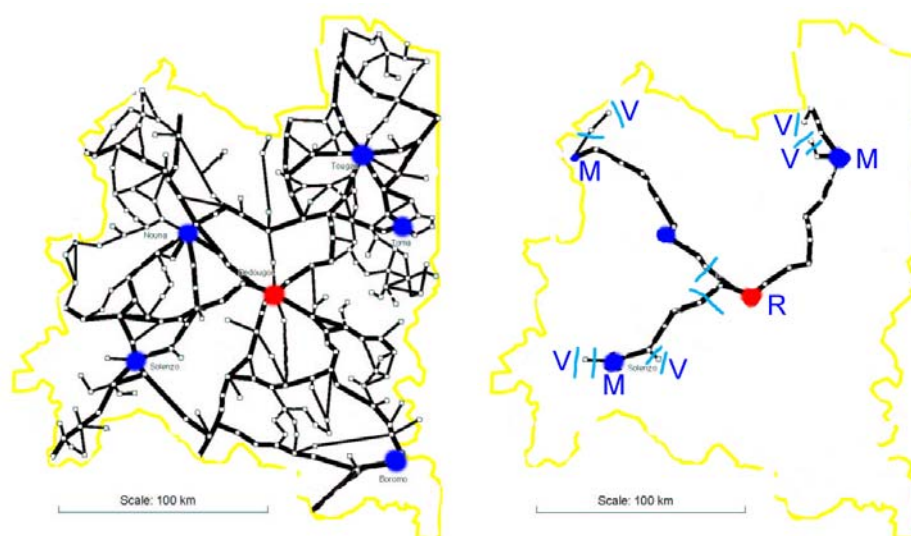 Tougan
Toma
Nouna
Dedougou
Solenzo
Boromo
Scale: 100 km
V
M
V
V
M
R
V
M
Solenzo
V
Scale: 100 km